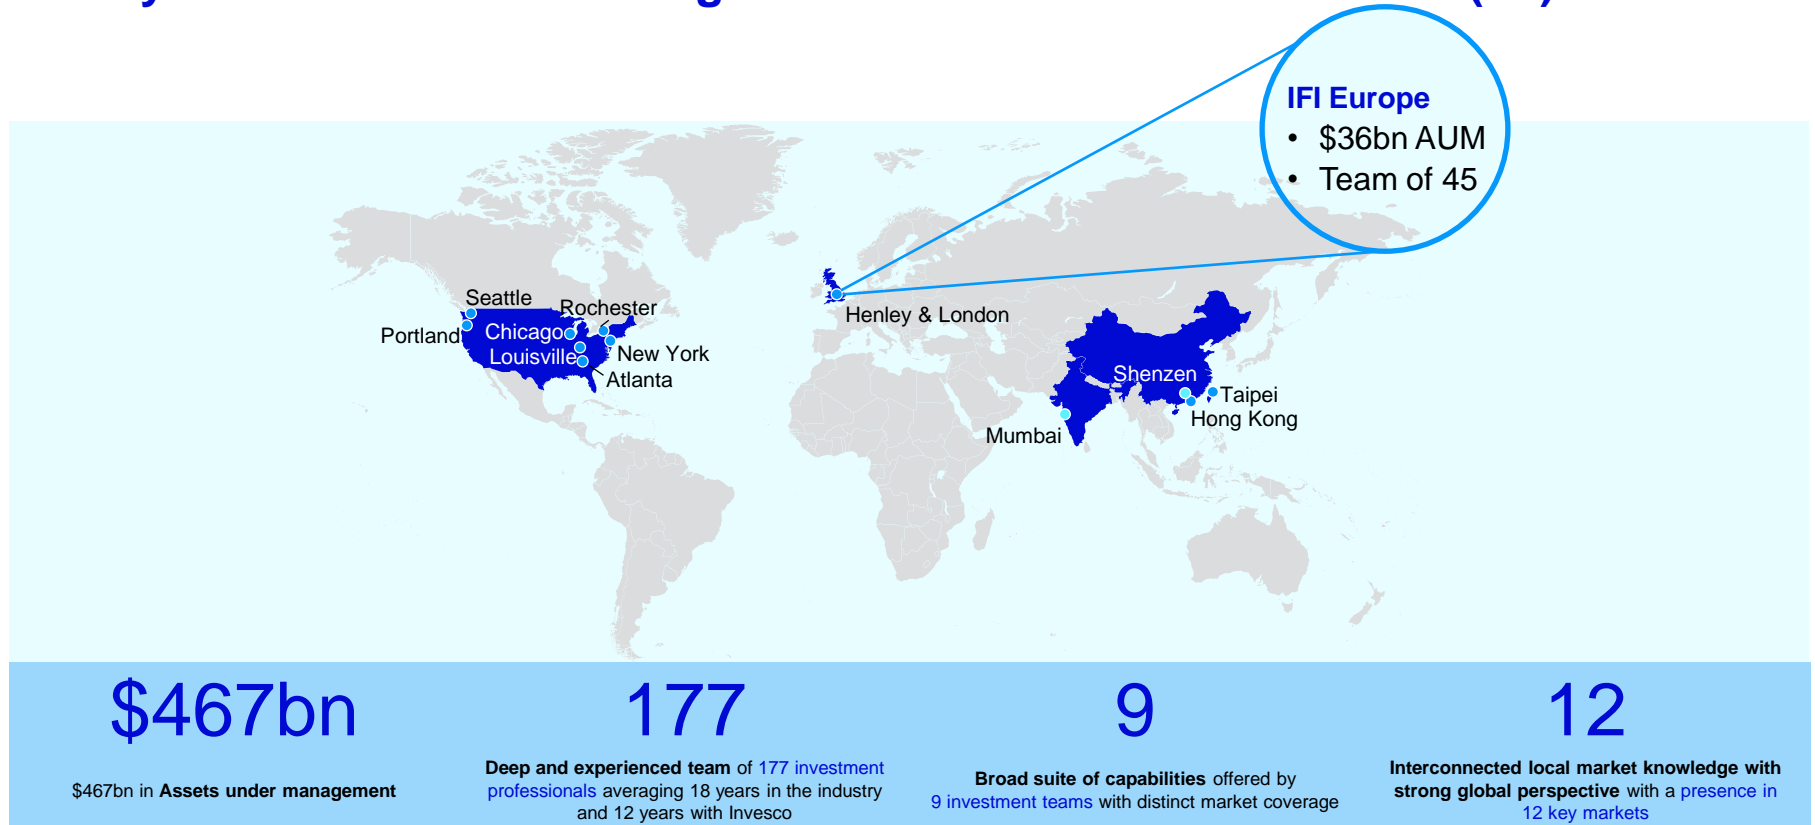 IFI Europe
• $36bn AUM
• Team of 45
Seattle
Rochester
Portland
Chicago
Henley & London
Louisville
New York
Atlanta
Shenzen
Taipei
Hong Kong
Mumbai
$467bn
$467bn in Assets under management
177
Deep and experienced team of 177 investment
professionals averaging 18 years in the industry
and 12 years with Invesco
9
Broad suite of capabilities offered by
9 investment teams with distinct market coverage
12
Interconnected local market knowledge with
strong global perspective with a presence in
12 key markets